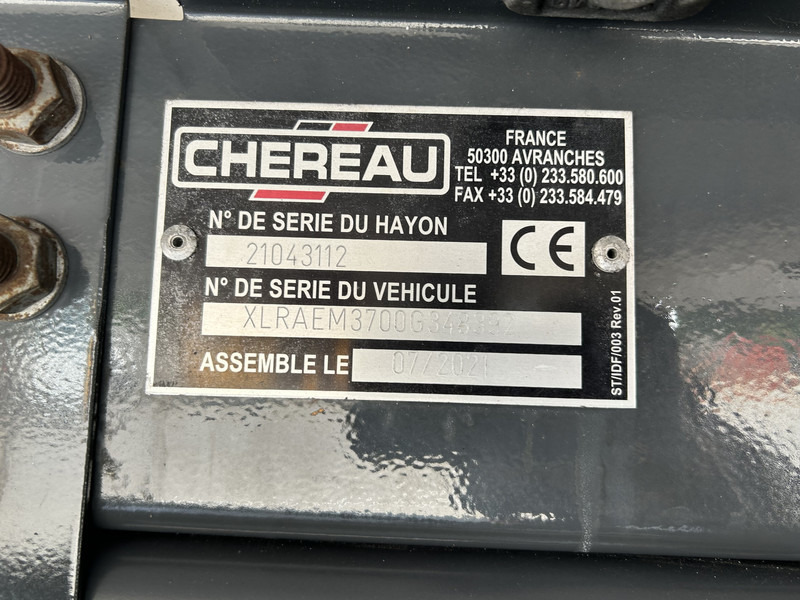 CHEREAU
FRANCE
50300 AVRANCHES
TEL +33 (0) 233.580.600
FAX +33 (0) 233.584.479
N° DE SERIE DU HAYON
21043112
CE
N° DE SERIE DU VEHICULE
ASSEMBLE LE 07/2021
ST/IDF/003 Rev.01